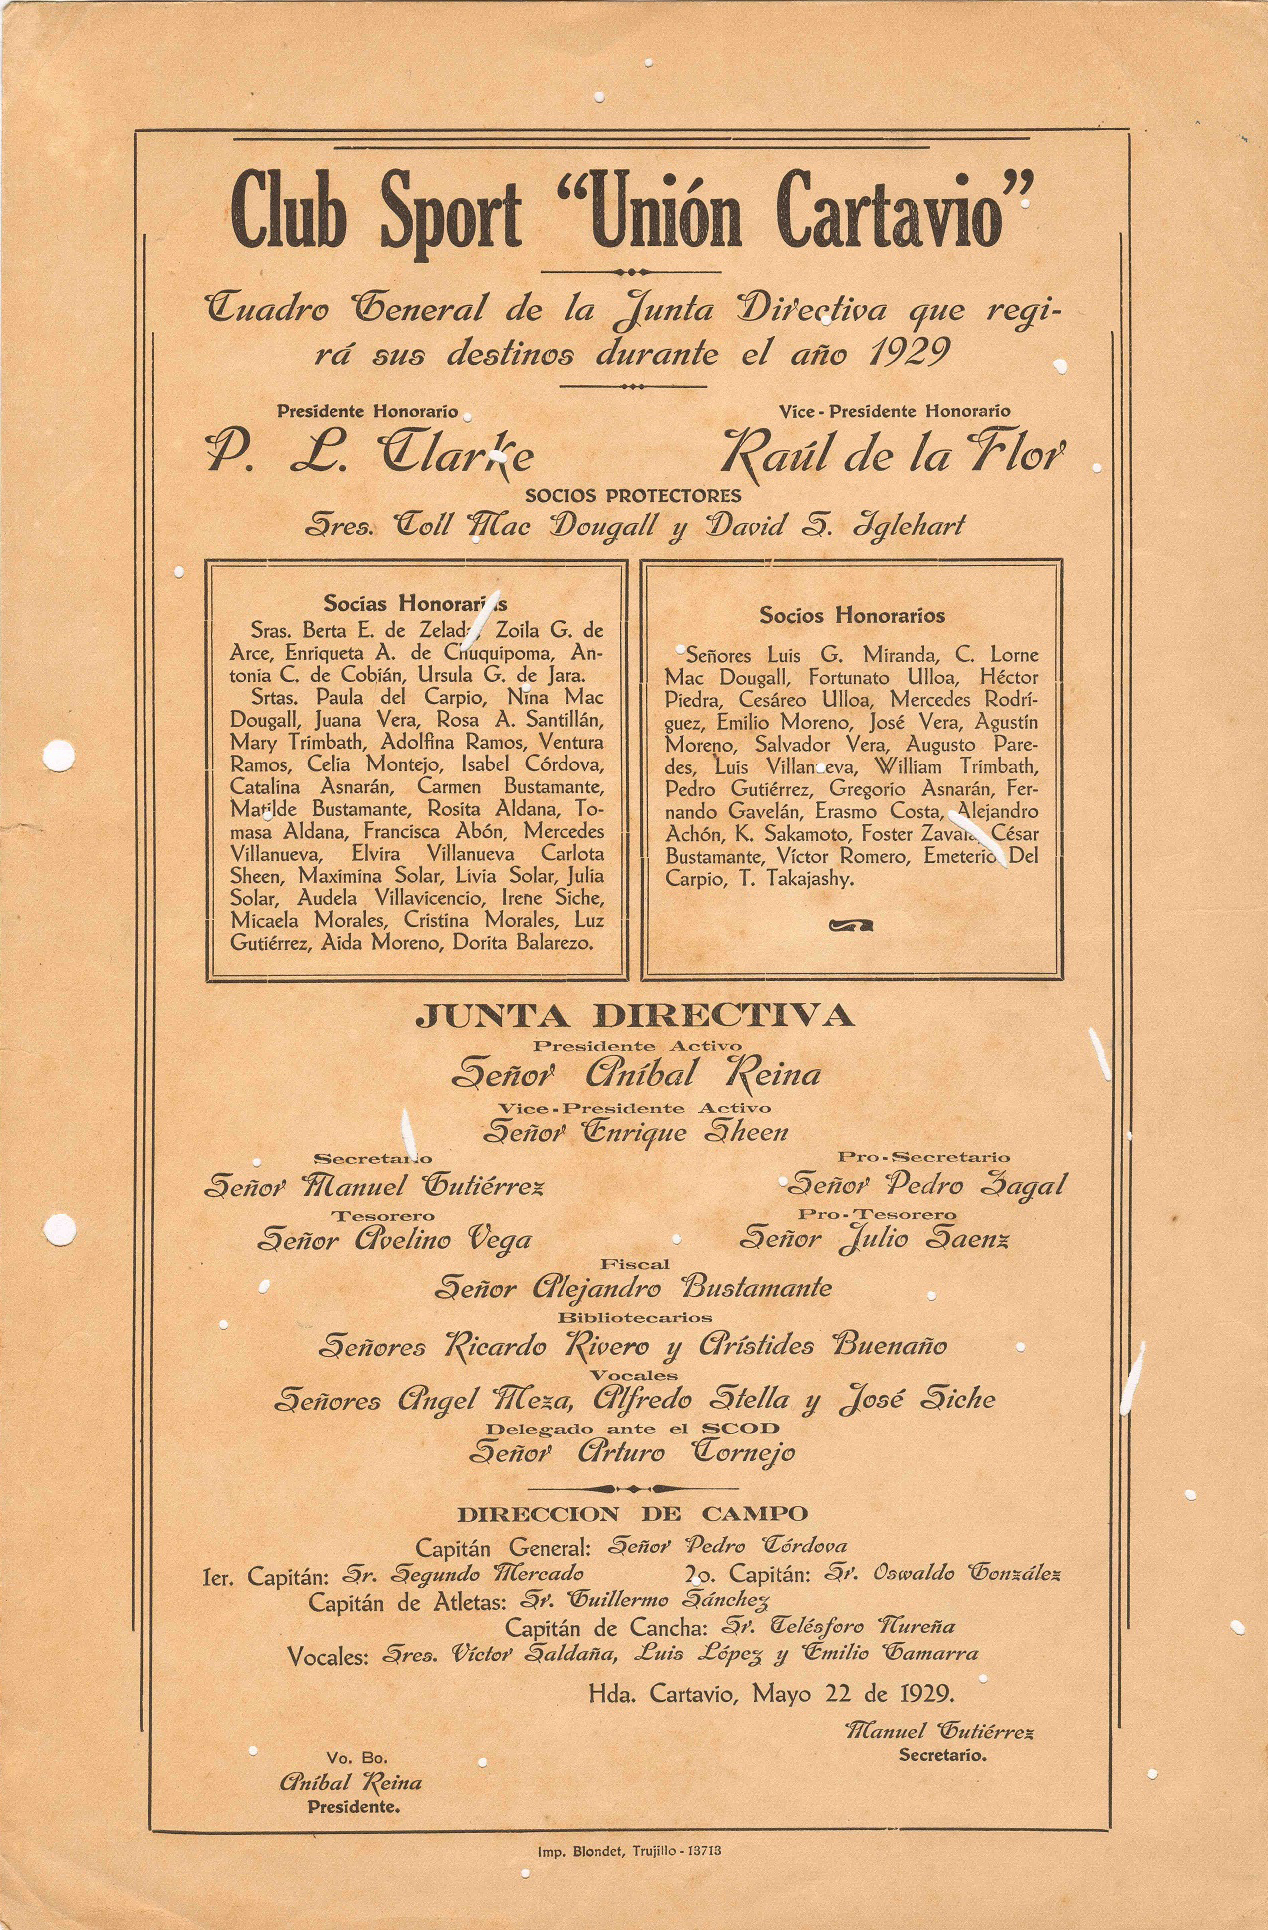 Club Sport “Unión Cartavio”
Cuadro General de la Junta Directiva que regi-
rá sus destinos durante el año 1929
Presidente Honorario
Vice-Presidente Honorario
P. L. Clarke
Raúl de la Flor
SOCIOS PROTECTORES
Sres. Coll Mac Dougall y David S. Iglehart
Socias Honorarias
Sras. Berta E. de Zelada, Zoila G. de
Arce, Enriqueta A. de Chuquipoma, An-
tonia C. de Cobián, Ursula G. de Jara.
Srtas. Paula del Carpio, Nina Mac
Dougall, Juana Vera, Rosa A. Santillán,
Mary Trimbath, Adolfina Ramos, Ventura
Ramos, Celia Montejo, Isabel Córdova,
Catalina Asnarán, Carmen Bustamante,
Matilde Bustamante, Rosita Aldana, To-
masa Aldana, Francisca Abón, Mercedes
Villanueva, Elvira Villanueva Carlota
Sheen, Maximina Solar, Livia Solar, Julia
Solar, Audela Villavicencio, Irene Siche,
Micaela Morales, Cristina Morales, Luz
Gutiérrez, Aida Moreno, Dorita Balarezo.
Socios Honorarios
Señores Luis G. Miranda, C. Lorne
Mac Dougall, Fortunato Ulloa, Héctor
Piedra, Cesáreo Ulloa, Mercedes Rodrí-
guez, Emilio Moreno, José Vera, Agustín
Moreno, Salvador Vera, Augusto Pare-
des, Luis Villanueva, William Trimbath,
Pedro Gutiérrez, Gregorio Asnarán, Fer-
nando Gavelán, Erasmo Costa, Alejandro
Achón, K. Sakamoto, Foster Zavala, César
Bustamante, Víctor Romero, Emeterio Del
Carpio, T. Takajashy.
JUNTA DIRECTIVA
Presidente Activo
Señor Aníbal Reina
Vice-Presidente Activo
Señor Enrique Sheen
Secretario
Pro-Secretario
Señor Manuel Gutiérrez
Señor Pedro Zagal
Tesorero
Pro-Tesorero
Señor Avelino Vega
Señor Julio Saenz
Fiscal
Señor Alejandro Bustamante
Bibliotecarios
Señores Ricardo Rivero y Arístides Buenaño
Vocales
Señores Angel Meza, Alfredo Stella y José Siche
Delegado ante el SCOD
Señor Arturo Cornejo
DIRECCION DE CAMPO
Capitán General: Señor Pedro Córdova
1er. Capitán: Sr. Segundo Mercado 2o. Capitán: Sr. Oswaldo González
Capitán de Atletas: Sr. Guillermo Sánchez
Capitán de Cancha: Sr. Telésforo Nureña
Vocales: Sres. Víctor Saldaña, Luis López y Emilio Gamarra
Hda. Cartavio, Mayo 22 de 1929.
Manuel Gutiérrez
Secretario.
Vo. Bo.
Aníbal Reina
Presidente.
Imp. Blondet, Trujillo - 13713